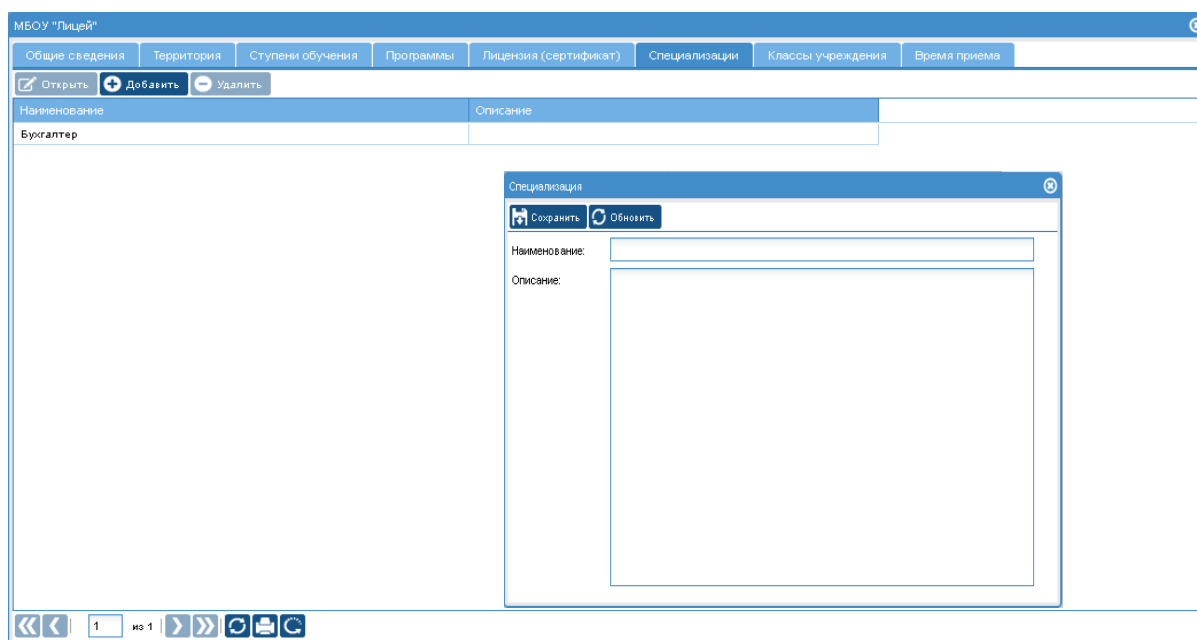 МБОУ "Лицей"
Общие сведения Территория Ступени обучения Программы Лицензия (сертификат) Специализации Классы учреждения Время приема
Открыть Добавить Удалить
Наименование Описание
Бухгалтер
Специализация
Сохранить Обновить
Наименование:
Описание:
1 из 1